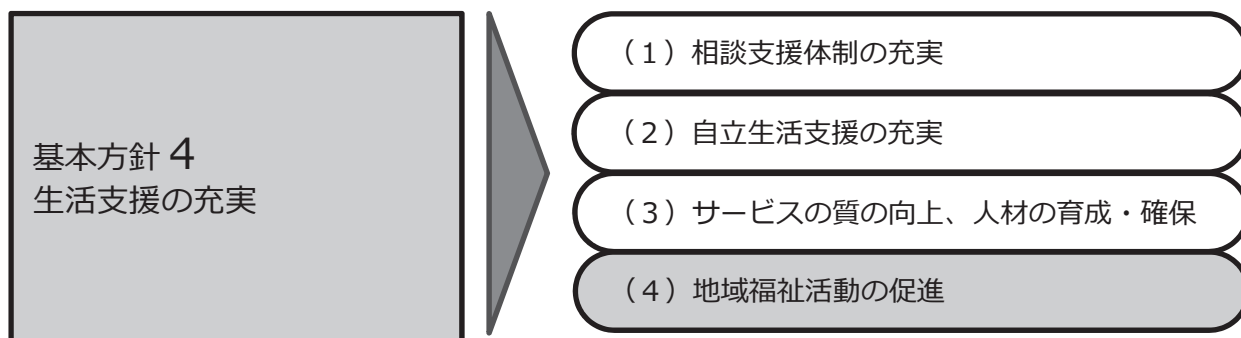 基本方針 4
生活支援の充実
（１）相談支援体制の充実
（２）自立生活支援の充実
（３）サービスの質の向上、人材の育成・確保
（４）地域福祉活動の促進